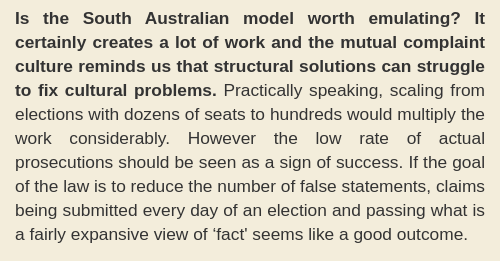 Is the South Australian model worth emulating? It
certainly creates a lot of work and the mutual complaint
culture reminds us that structural solutions can struggle
to fix cultural problems. Practically speaking, scaling from
elections with dozens of seats to hundreds would multiply the
work considerably. However the low rate of actual
prosecutions should be seen as a sign of success. If the goal
of the law is to reduce the number of false statements, claims
being submitted every day of an election and passing what is
a fairly expansive view of ‘fact’ seems like a good outcome.